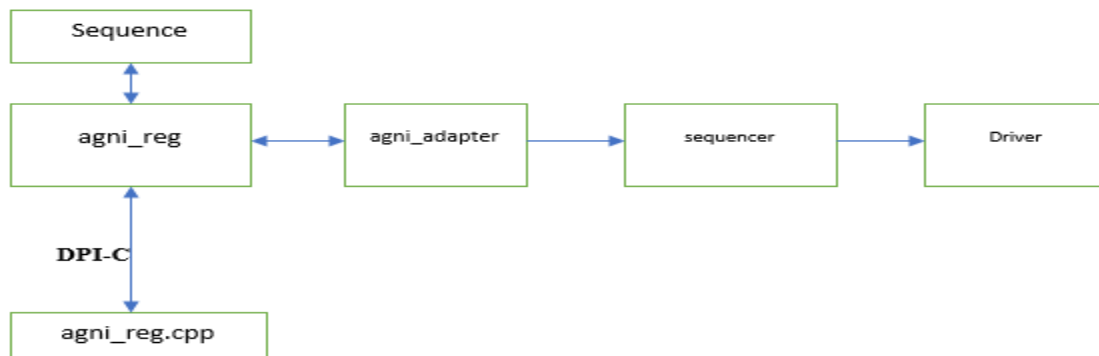 Sequence
agni_reg
agni_adapter
sequencer
Driver
DPI-C
agni_reg.cpp